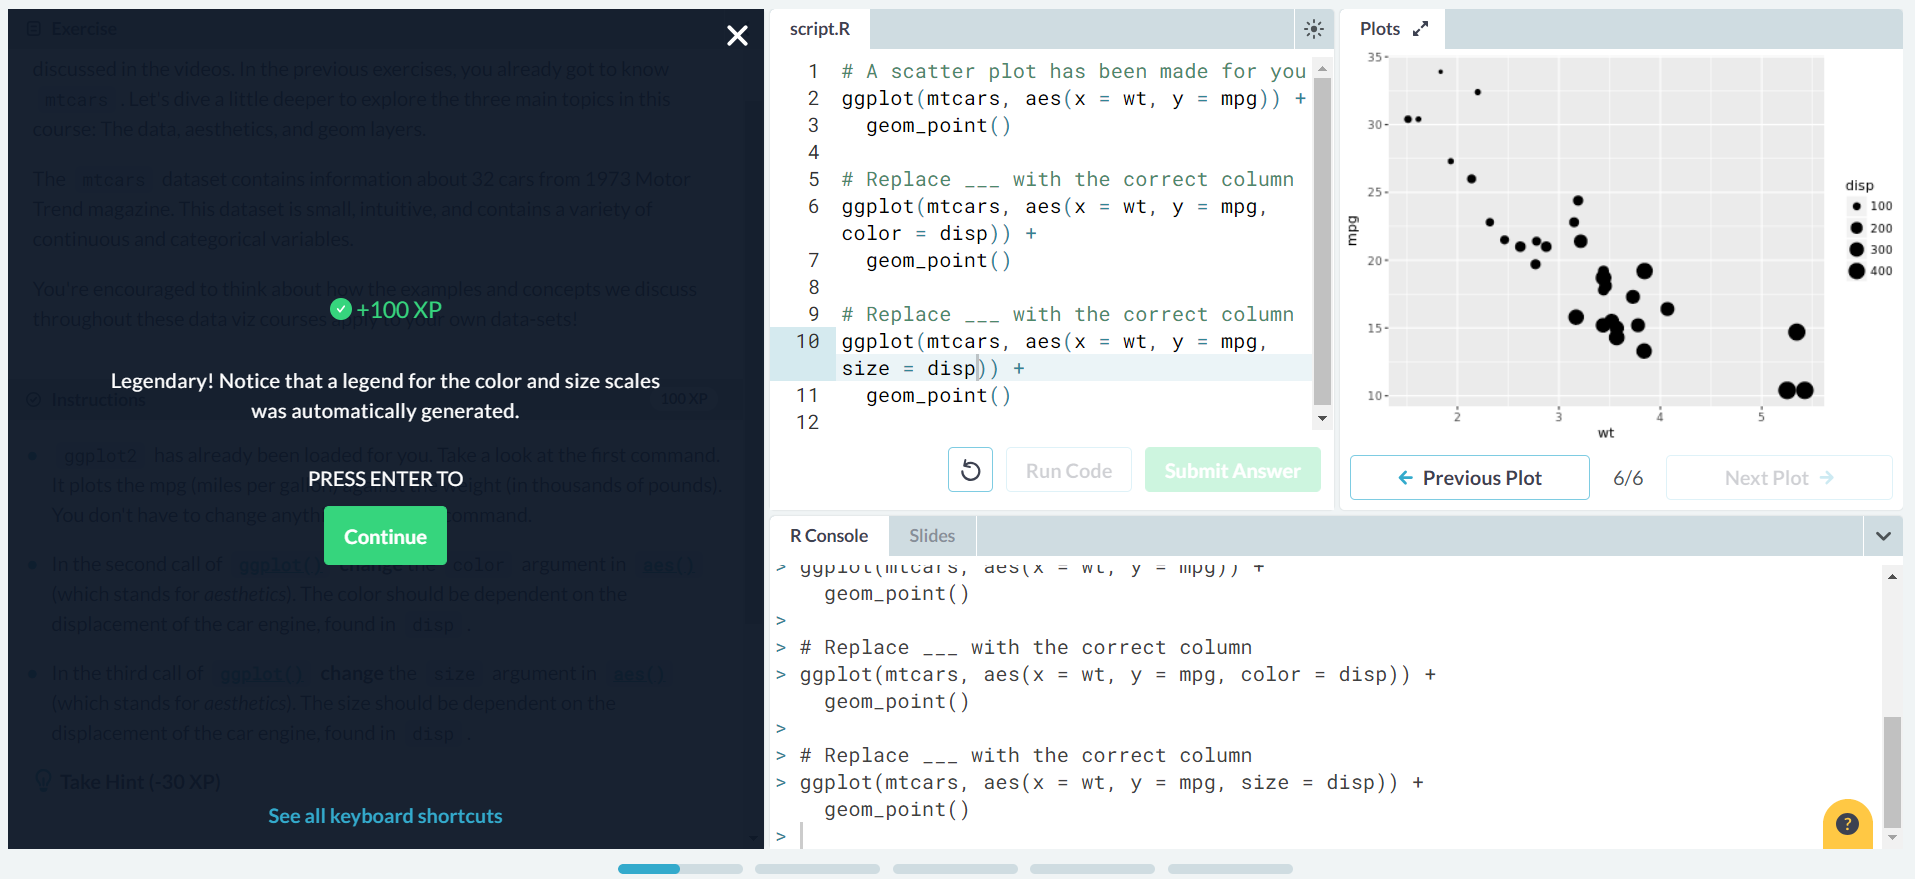 Exercise
discussed in the videos. In the previous exercises, you already got to know
mtcars . Let's dive a little deeper to explore the three main topics in this
course: The data, aesthetics, and geom layers.
The mtcars dataset contains information about 32 cars from 1973 Motor
Trend magazine. This dataset is small, intuitive, and contains a variety of
continuous and categorical variables.
You're encouraged to think about how the examples and concepts we discuss
throughout these data viz courses apply to your own data-sets!
+100 XP
Legendary! Notice that a legend for the color and size scales
was automatically generated.
Instructions
100 XP
ggplot2 has already been loaded for you. Take a look at the first command.
It plots the mpg (miles per gallon) against the weight (in thousands of pounds).
You don't have to change command.
PRESS ENTER TO
Continue
In the second call of ggplot() change the color argument in aes()
(which stands for aesthetics). The color should be dependent on the
displacement of the car engine, found in disp .
In the third call of ggplot() change the size argument in aes()
(which stands for aesthetics). The size should be dependent on the
displacement of the car engine, found in disp .
Take Hint (-30 XP)
See all keyboard shortcuts
script.R
1 # A scatter plot has been made for you
2 ggplot(mtcars, aes(x = wt, y = mpg)) +
3 geom_point()
4
5 # Replace ___ with the correct column
6 ggplot(mtcars, aes(x = wt, y = mpg,
color = disp)) +
7 geom_point()
8
9 # Replace ___ with the correct column
10 ggplot(mtcars, aes(x = wt, y = mpg,
size = disp)) +
11 geom_point()
12
Run Code
Submit Answer
Plots
35
30
25
20
15
10
mpg
2 3 4 5
wt
disp
100
200
300
400
Previous Plot
6/6
Next Plot
R Console
Slides
> ggplot(mtcars, aes(x = wt, y = mpg)) +
geom_point()
>
> # Replace ___ with the correct column
> ggplot(mtcars, aes(x = wt, y = mpg, color = disp)) +
geom_point()
>
> # Replace ___ with the correct column
> ggplot(mtcars, aes(x = wt, y = mpg, size = disp)) +
geom_point()
>
?